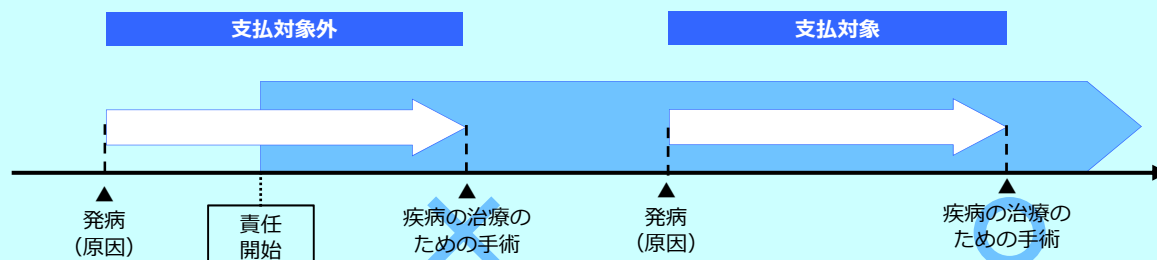 支払対象外
支払対象
発病
(原因)
責任
開始
疾病の治療の
ための手術
発病
(原因)
疾病の治療の
ための手術